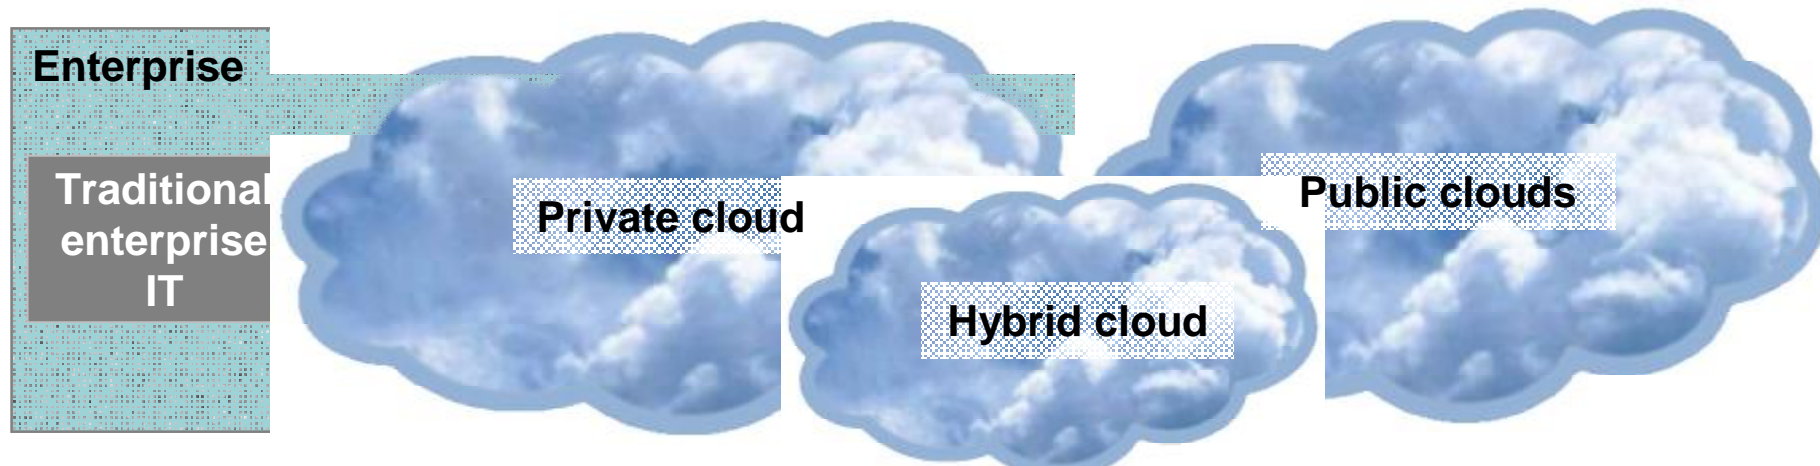 Enterprise
Traditional
enterprise
IT
Private cloud
Hybrid cloud
Public clouds